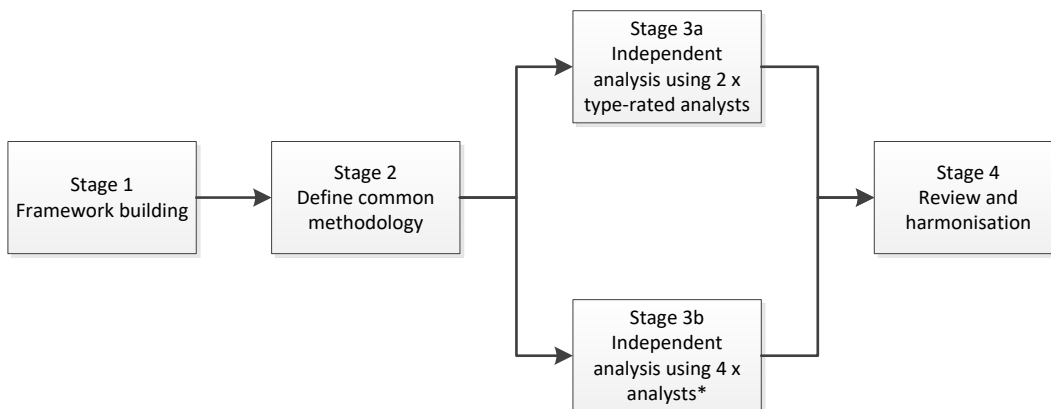 Stage 1
Framework building
Stage 2
Define common
methodology
Stage 3a
Independent
analysis using 2 x
type-rated analysts
Stage 3b
Independent
analysis using 4 x
analysts*
Stage 4
Review and
harmonisation